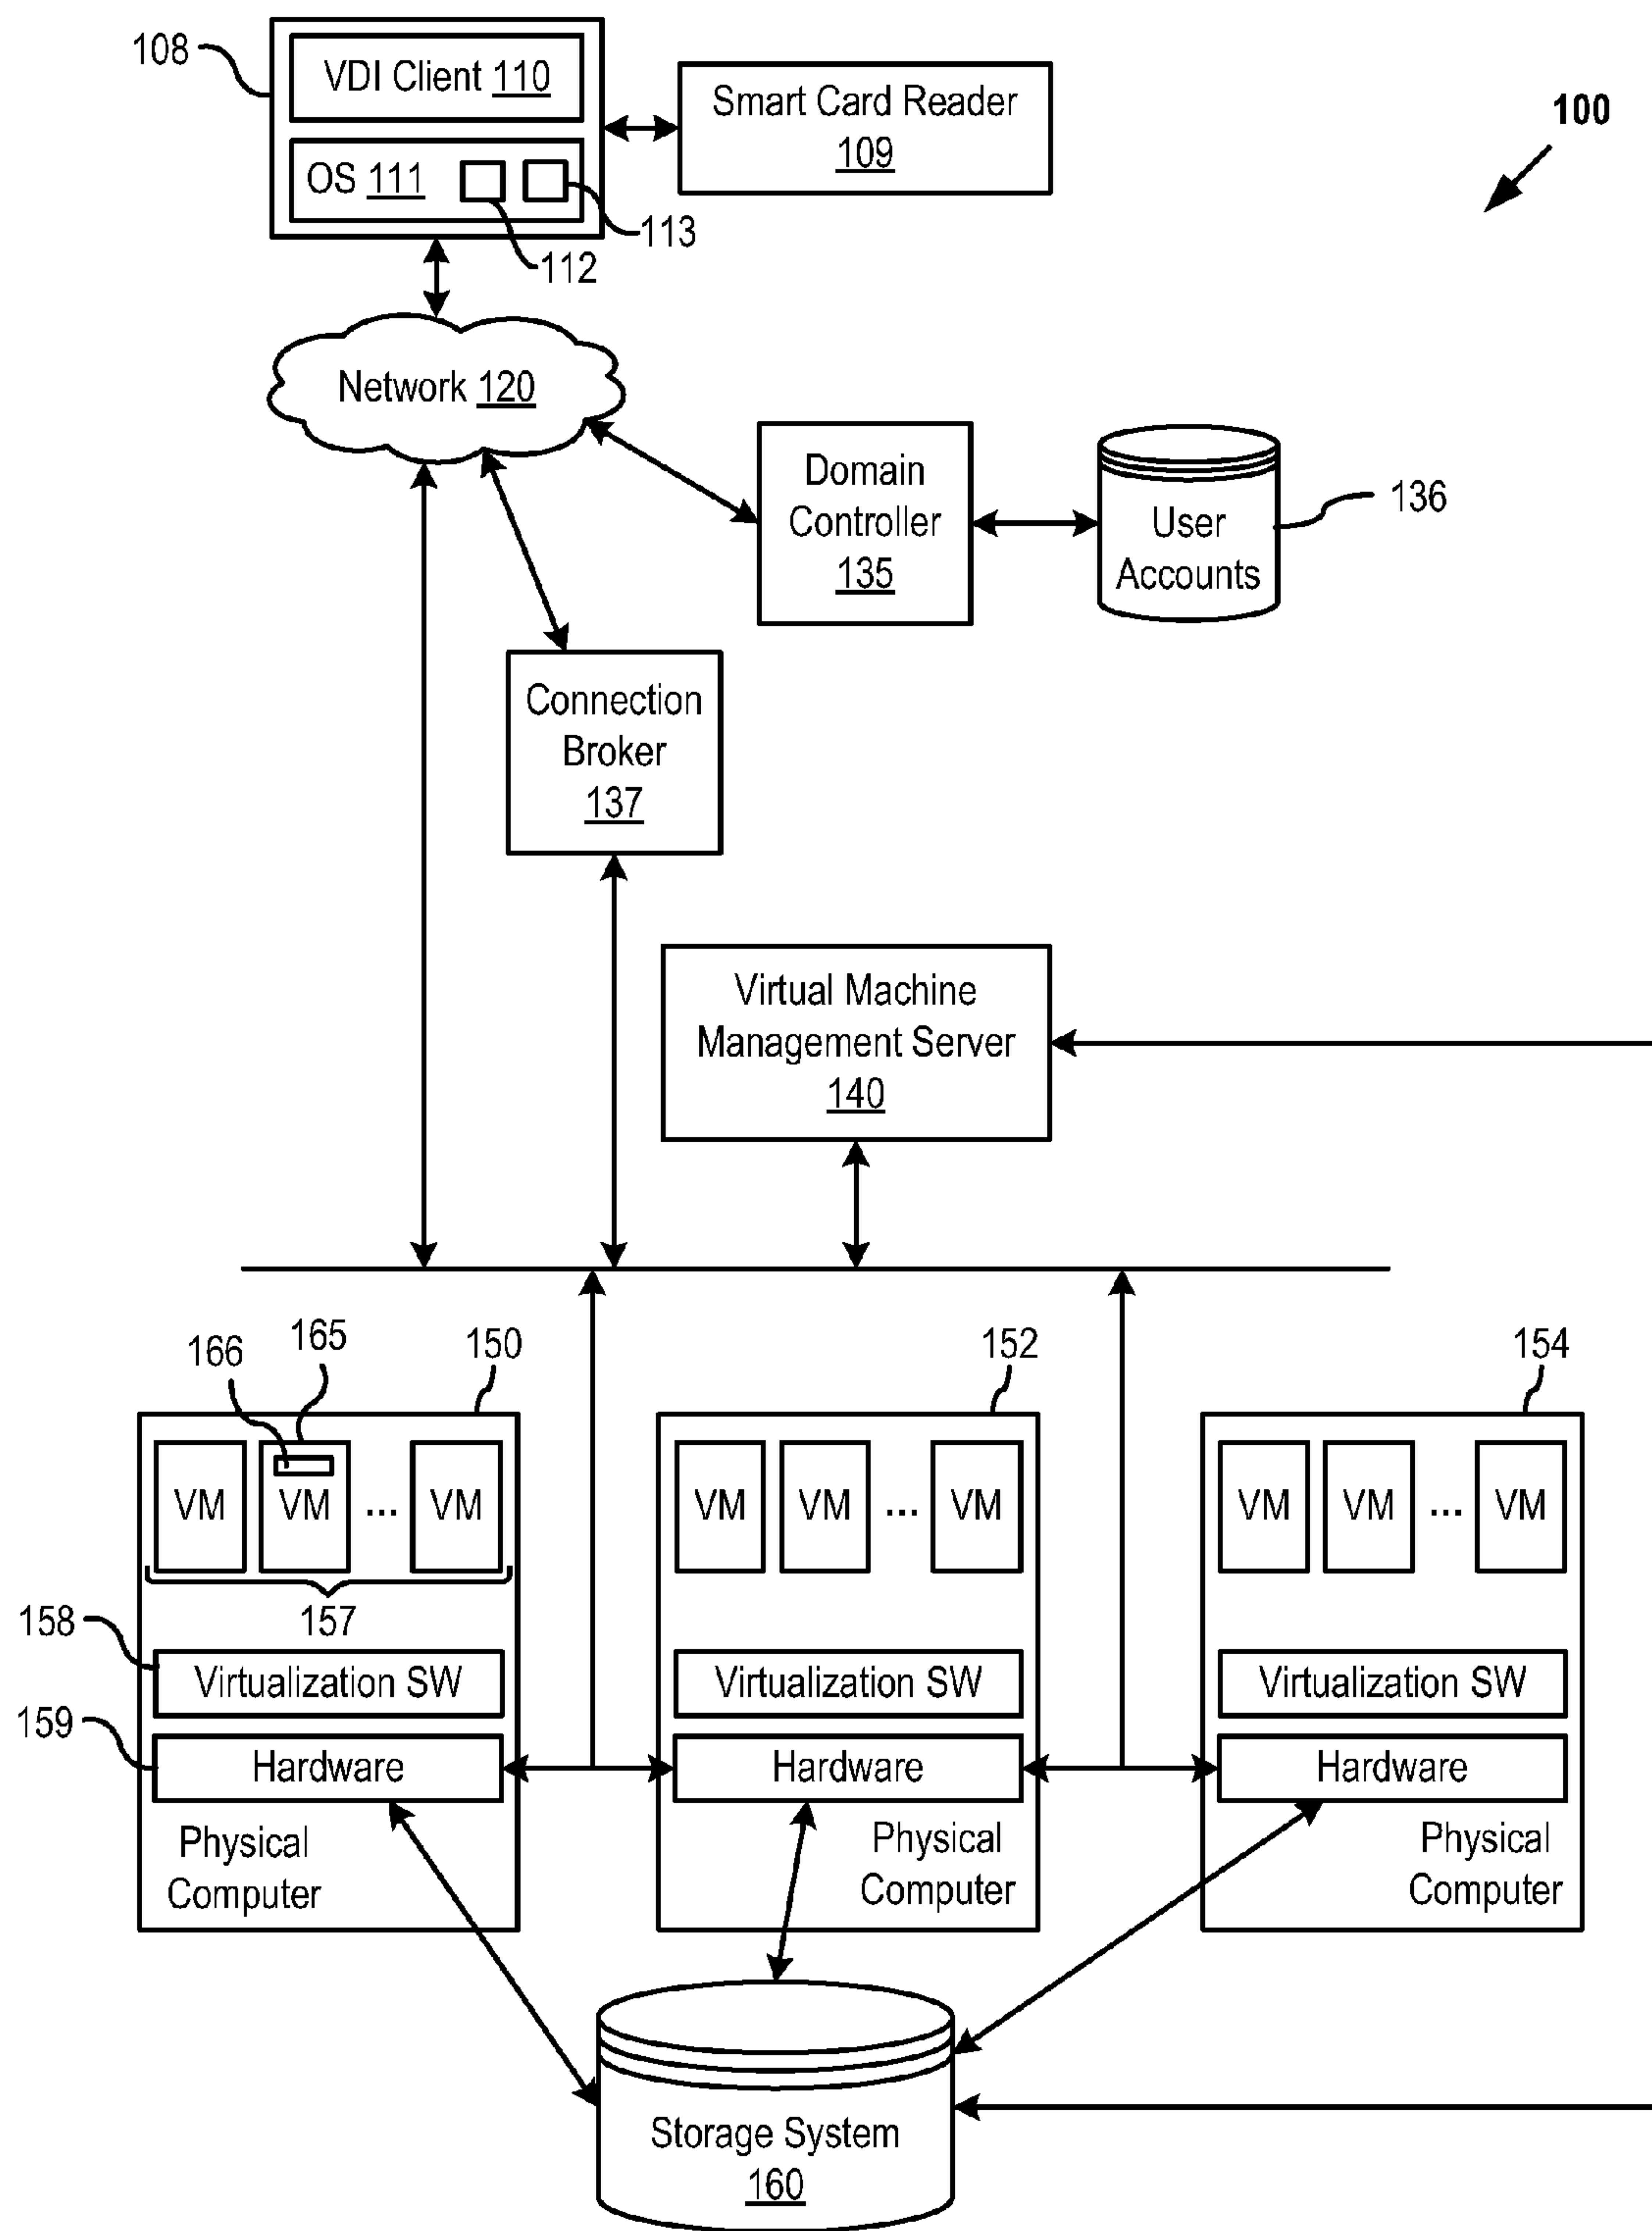 108
VDI Client 110
OS 111
113
112
Smart Card Reader
109
100
Network 120
Domain
Controller
135
User
Accounts
136
Connection
Broker
137
Virtual Machine
Management Server
140
166
165
150
152
154
VM
VM
...
VM
VM
VM
...
VM
VM
VM
...
VM
157
158
Virtualization SW
Virtualization SW
Virtualization SW
159
Hardware
Hardware
Hardware
Physical
Computer
Physical
Computer
Physical
Computer
Storage System
160